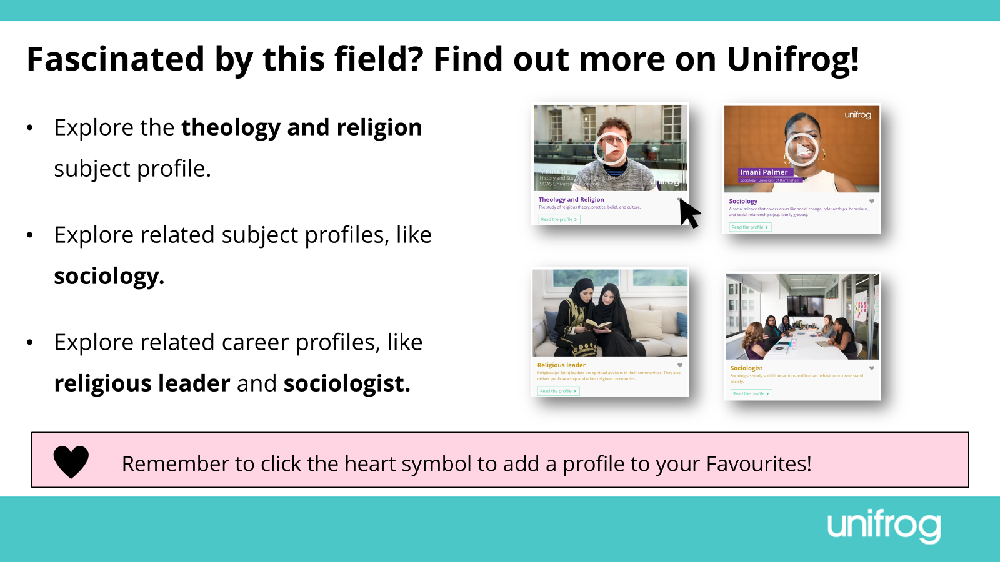 Fascinated by this field? Find out more on Unifrog!
• Explore the theology and religion
subject profile.
• Explore related subject profiles, like
sociology.
• Explore related career profiles, like
religious leader and sociologist.
Sam Hine
History and Study of Religions (BA)
SOAS University of London
unifrog
Theology and Religion
The study of religious theory, practice, belief, and culture.
Read the profile >
unifrog
Imani Palmer
Sociology - University of Birmingham
Sociology
A social science that covers areas like social change, relationships, behaviour,
and social relationships (e.g. family groups).
Read the profile >
Religious leader
Religious (or faith) leaders are spiritual advisers in their communities. They also
deliver public worship and other religious ceremonies.
Read the profile >
Sociologist
Sociologists study social interactions and human behaviour to understand
society.
Read the profile >
Remember to click the heart symbol to add a profile to your Favourites!
unifrog